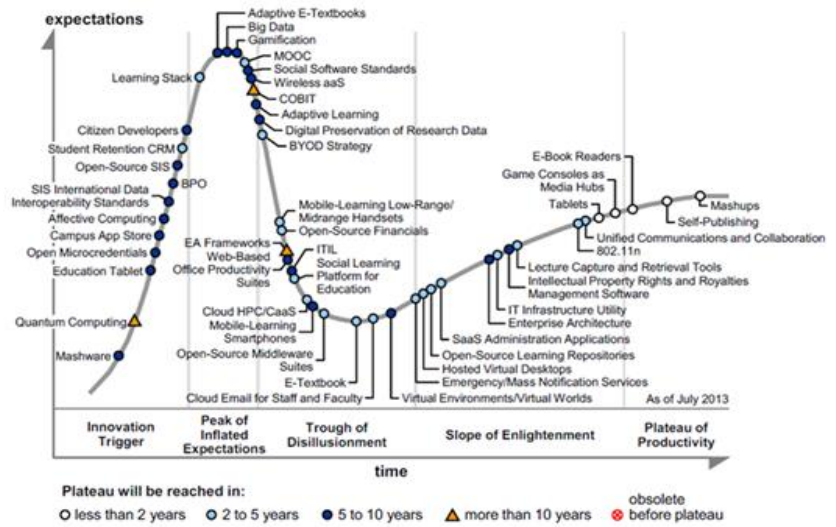 expectations
Adaptive E-Textbooks
Big Data
Gamification
MOOC
Social Software Standards
Wireless aaS
COBIT
Adaptive Learning
Digital Preservation of Research Data
BYOD Strategy
Learning Stack
Citizen Developers
Student Retention CRM
Open-Source SIS
BPO
SIS International Data
Interoperability Standards
Affective Computing
Campus App Store
Open Microcredentials
Education Tablet
Quantum Computing
Mashware
Mobile-Learning Low-Range/
Midrange Handsets
Open-Source Financials
EA Frameworks
Web-Based
Office Productivity
Suites
ITIL
Social Learning
Platform for
Education
Cloud HPC/CaaS
Mobile-Learning
Smartphones
Open-Source Middleware
Suites
E-Textbook
Cloud Email for Staff and Faculty
Virtual Environments/Virtual Worlds
Emergency/Mass Notification Services
Hosted Virtual Desktops
Open-Source Learning Repositories
SaaS Administration Applications
Enterprise Architecture
IT Infrastructure Utility
Intellectual Property Rights and Royalties
Management Software
Lecture Capture and Retrieval Tools
802.11n
Unified Communications and Collaboration
Tablets
Game Consoles as
Media Hubs
E-Book Readers
Self-Publishing
Mashups
As of July 2013
Innovation
Trigger
Peak of
Inflated
Expectations
Trough of
Disillusionment
Slope of Enlightenment
Plateau of
Productivity
time
Plateau will be reached in:
less than 2 years
2 to 5 years
5 to 10 years
more than 10 years
obsolete
before plateau